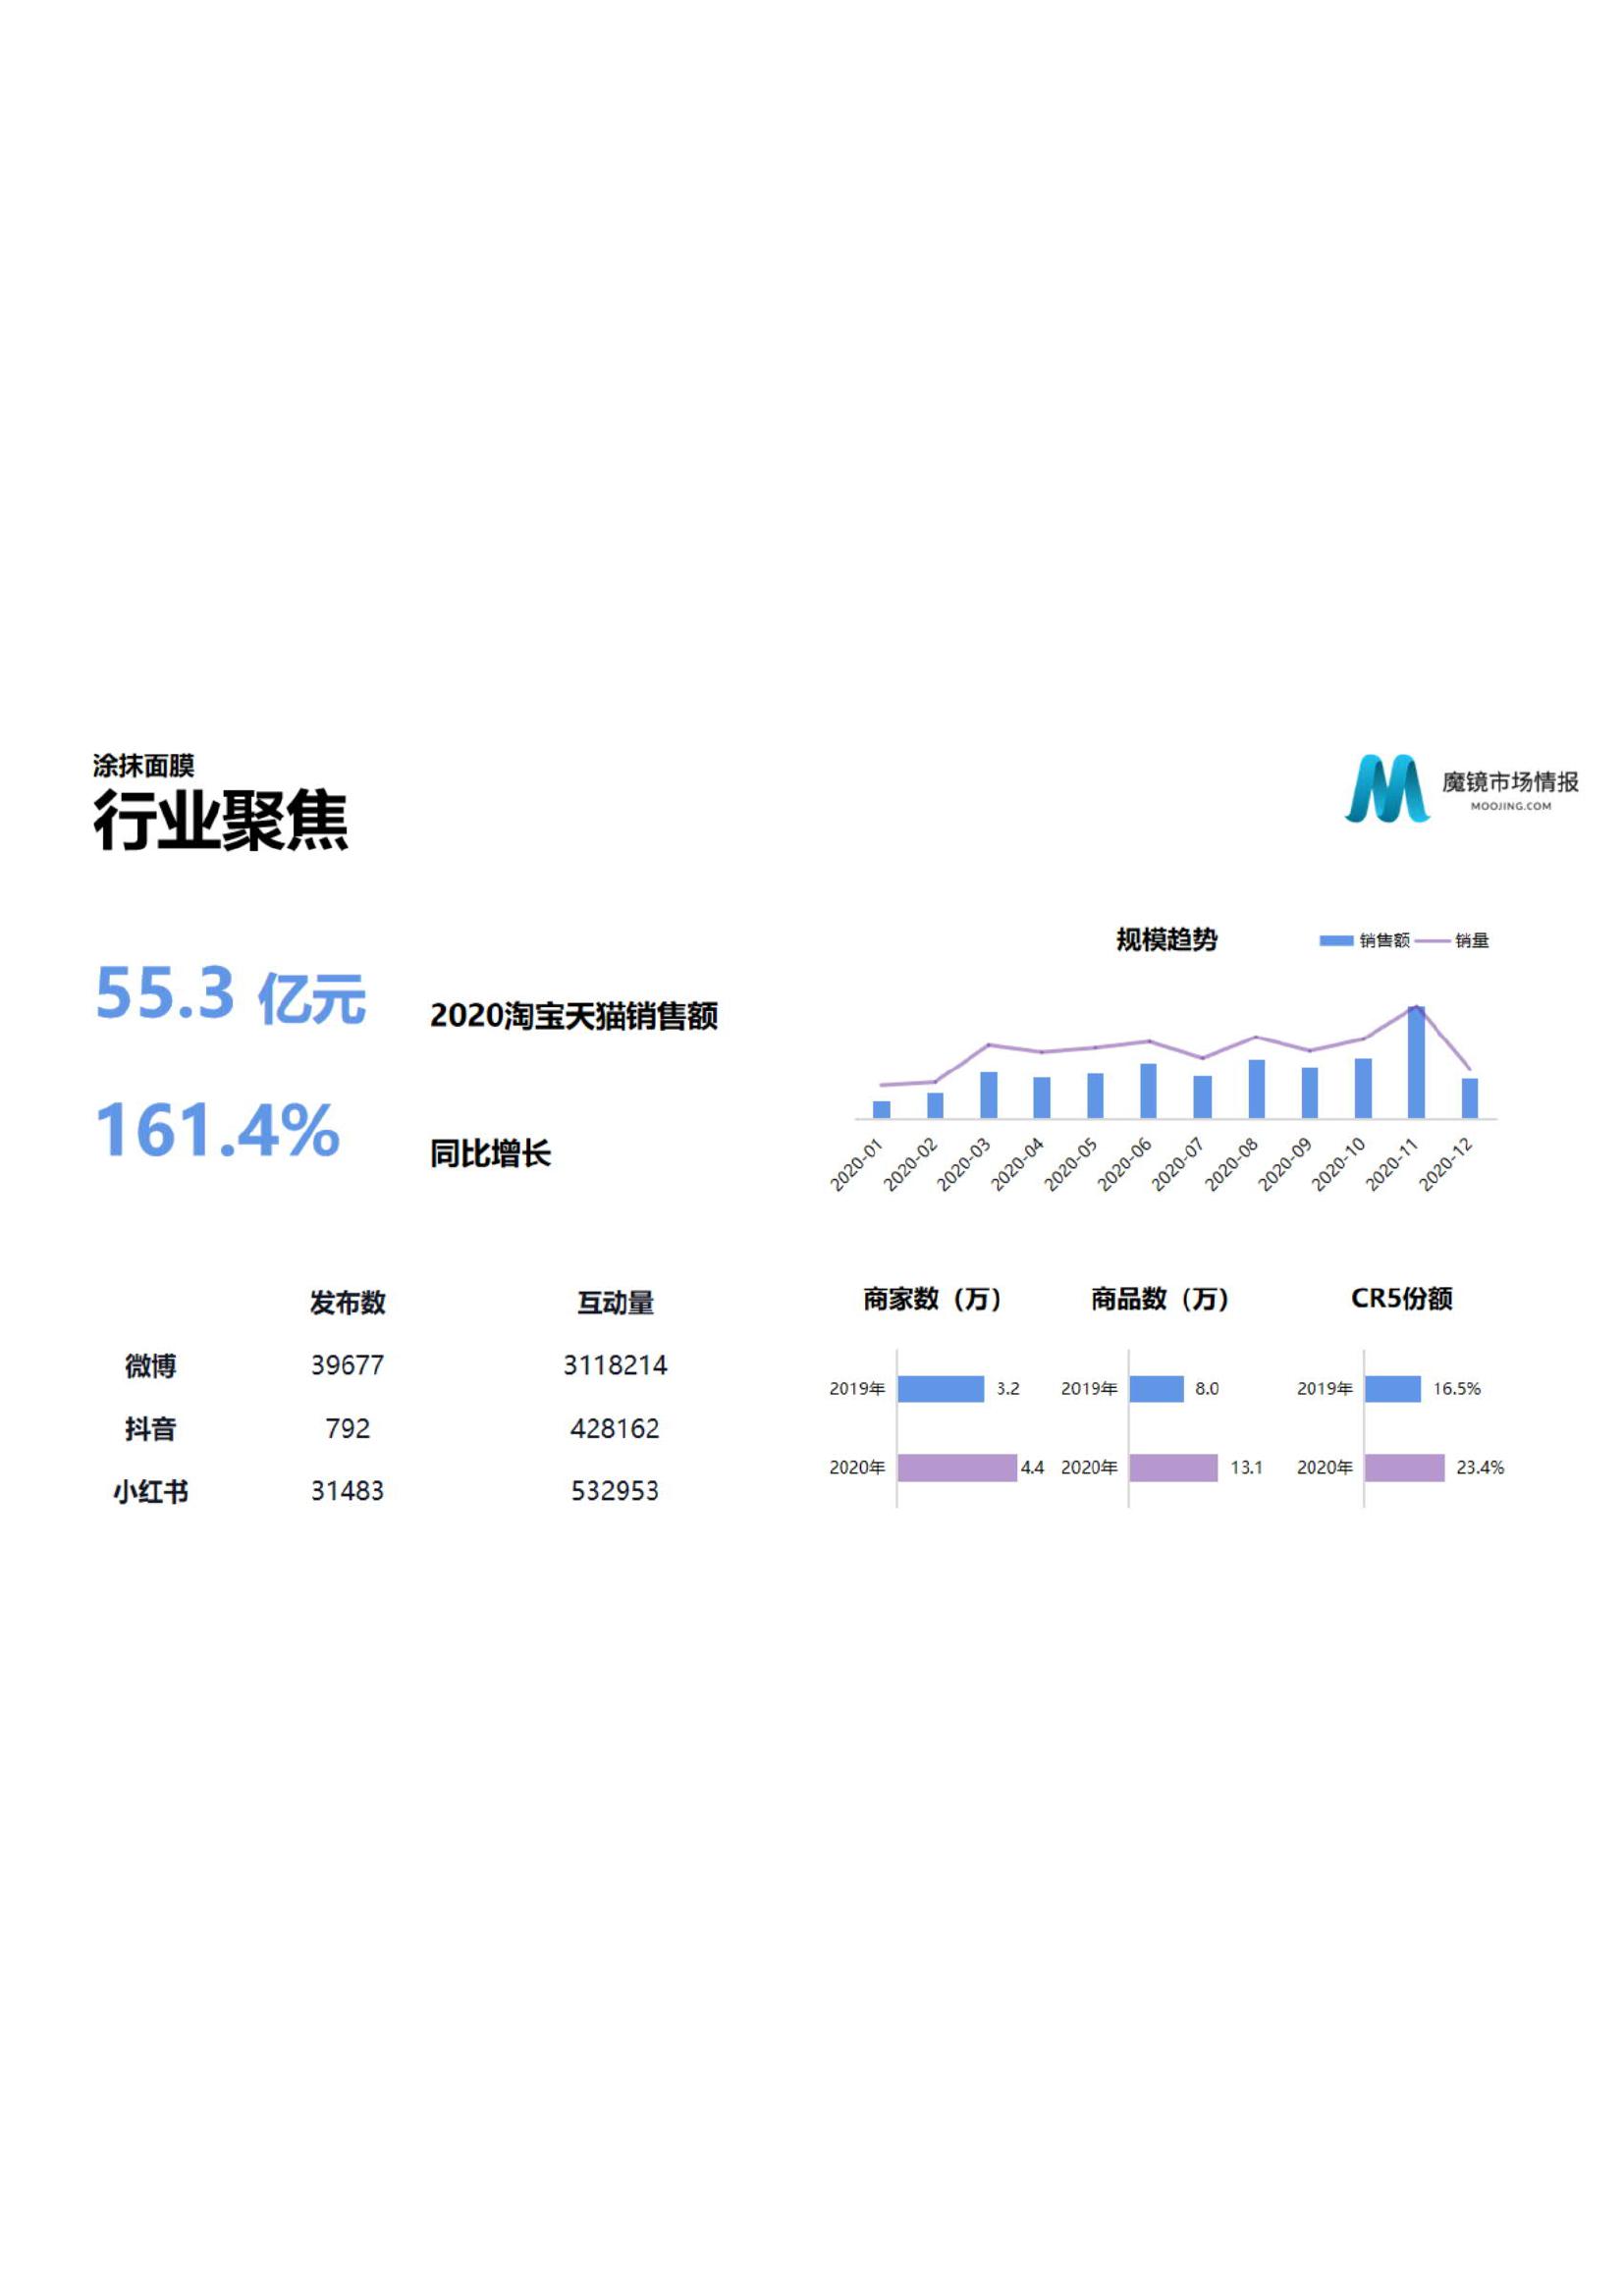 涂抹面膜
行业聚焦
魔镜市场情报
MOOJING.COM
55.3 亿元
2020淘宝天猫销售额
161.4%
同比增长
规模趋势
销售额 销量
2020-01 2020-02 2020-03 2020-04 2020-05 2020-06 2020-07 2020-08 2020-09 2020-10 2020-11 2020-12
发布数 互动量
微博 39677 3118214
抖音 792 428162
小红书 31483 532953
商家数（万）
2019年 3.2
2020年 4.4
商品数（万）
2019年 8.0
2020年 13.1
CR5份额
2019年 16.5%
2020年 23.4%